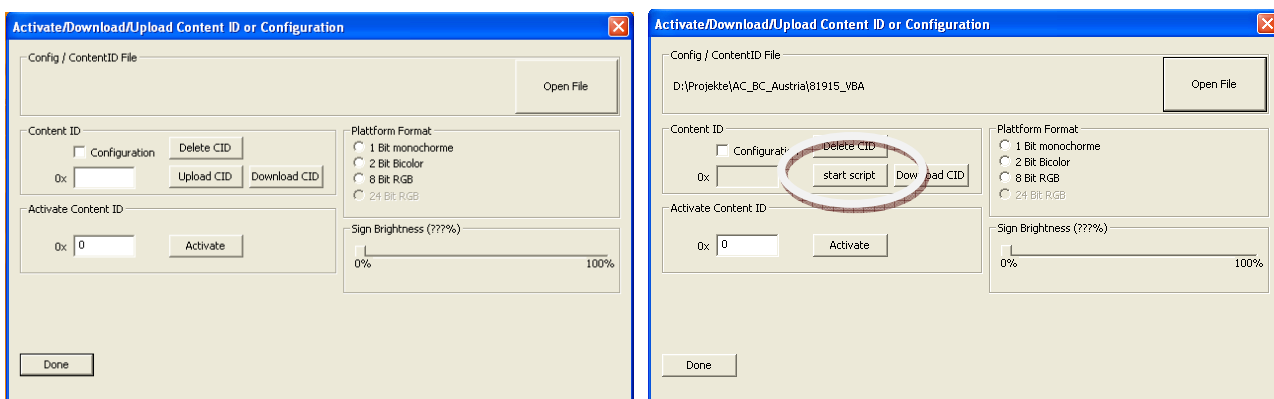 Activate/Download/Upload Content ID or Configuration
Config / ContentID File
Open File
Content ID
Configuration
Delete CID
0x
Upload CID
Download CID
Plattform Format
1 Bit monochorme
2 Bit Bicolor
8 Bit RGB
24 Bit RGB
Activate Content ID
0x
0
Activate
Sign Brightness (???%)
0%
100%
Done
Activate/Download/Upload Content ID or Configuration
Config / ContentID File
D:\Projekte\AC_BC_Austria\81915_VBA
Open File
Content ID
Configuration
Delete CID
0x
start script
Download CID
Plattform Format
1 Bit monochorme
2 Bit Bicolor
8 Bit RGB
24 Bit RGB
Activate Content ID
0x
0
Activate
Sign Brightness (???%)
0%
100%
Done